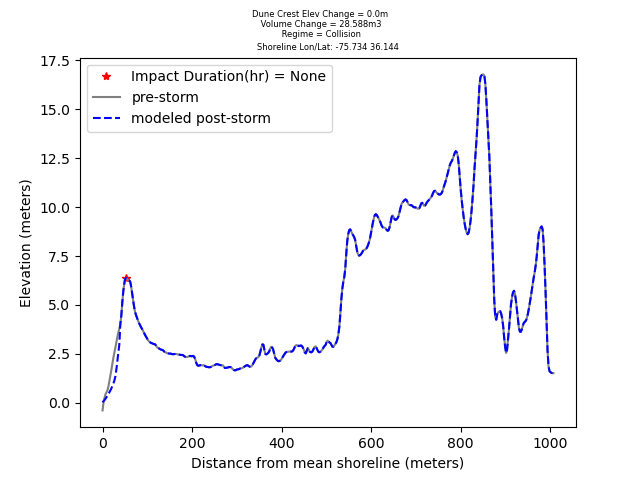 Dune Crest Elev Change = 0.0m
Volume Change = 28.588m3
Regime = Collision
Shoreline Lon/Lat: -75.734 36.144
Impact Duration(hr) = None
pre-storm
modeled post-storm
Elevation (meters)
17.5
15.0
12.5
10.0
7.5
5.0
2.5
0.0
0 200 400 600 800 1000
Distance from mean shoreline (meters)